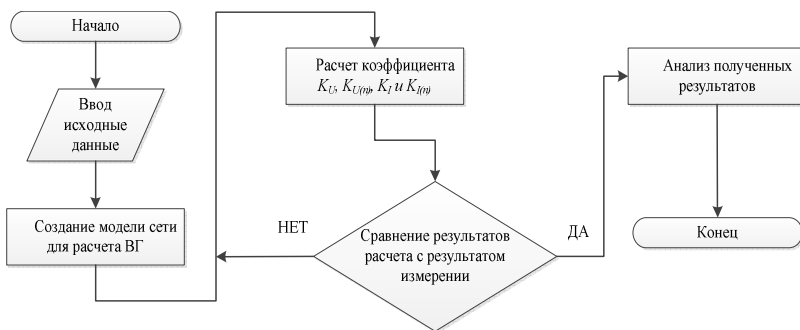 Начало
Ввод
исходные
данные
Создание модели сети
для расчета ВГ
Расчет коэффициента
K_U, K_U(n), K_I и K_I(n)
НЕТ
Сравнение результатов
расчета с результатом
измерении
ДА
Анализ полученных
результатов
Конец